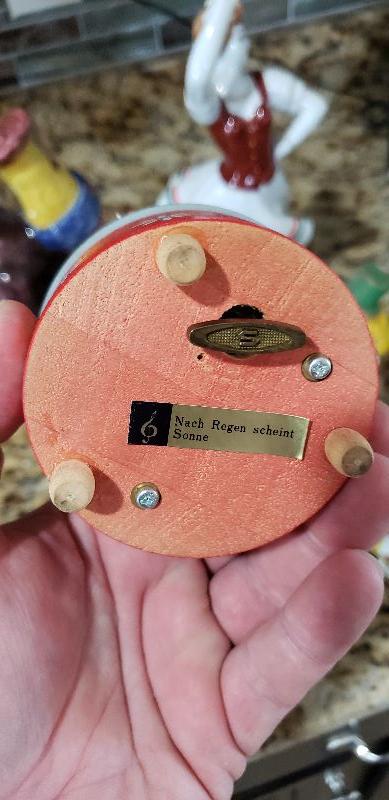 S
Nach Regen scheint
Sonne